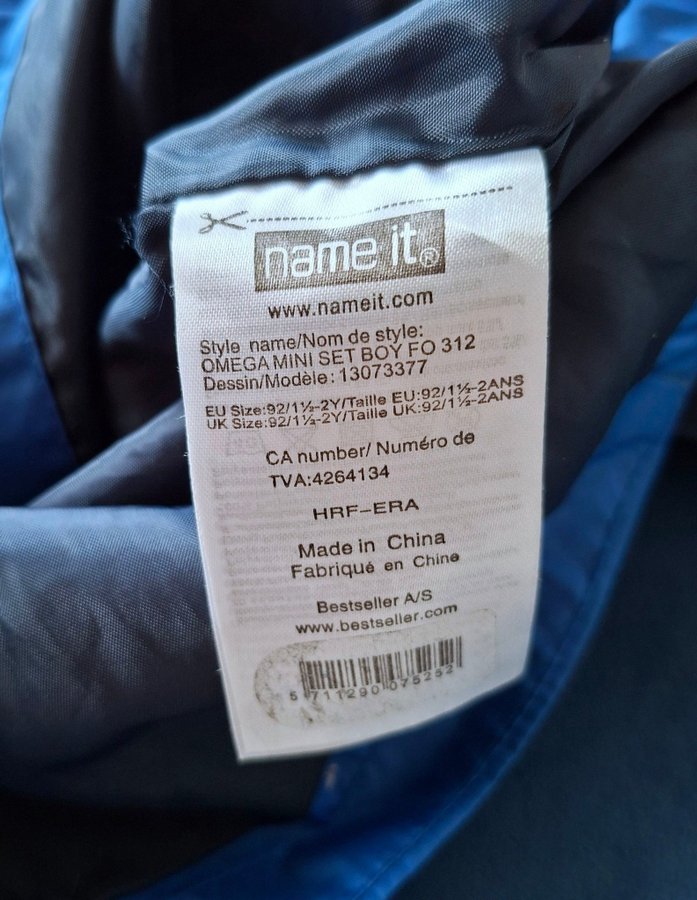 name it®
www.nameit.com
Style name/Nom de style:
OMEGA MINI SET BOY FO 312
Dessin/Modèle: 13073377
EU Size:92/1½-2Y/Taille EU:92/1½-2ANS
UK Size:92/1½-2Y/Taille UK:92/1½-2ANS
CA number/ Numéro de
TVA:4264134
HRF-ERA
Made in China
Fabriqué en Chine
Bestseller A/S
www.bestseller.com
5 711290 075252